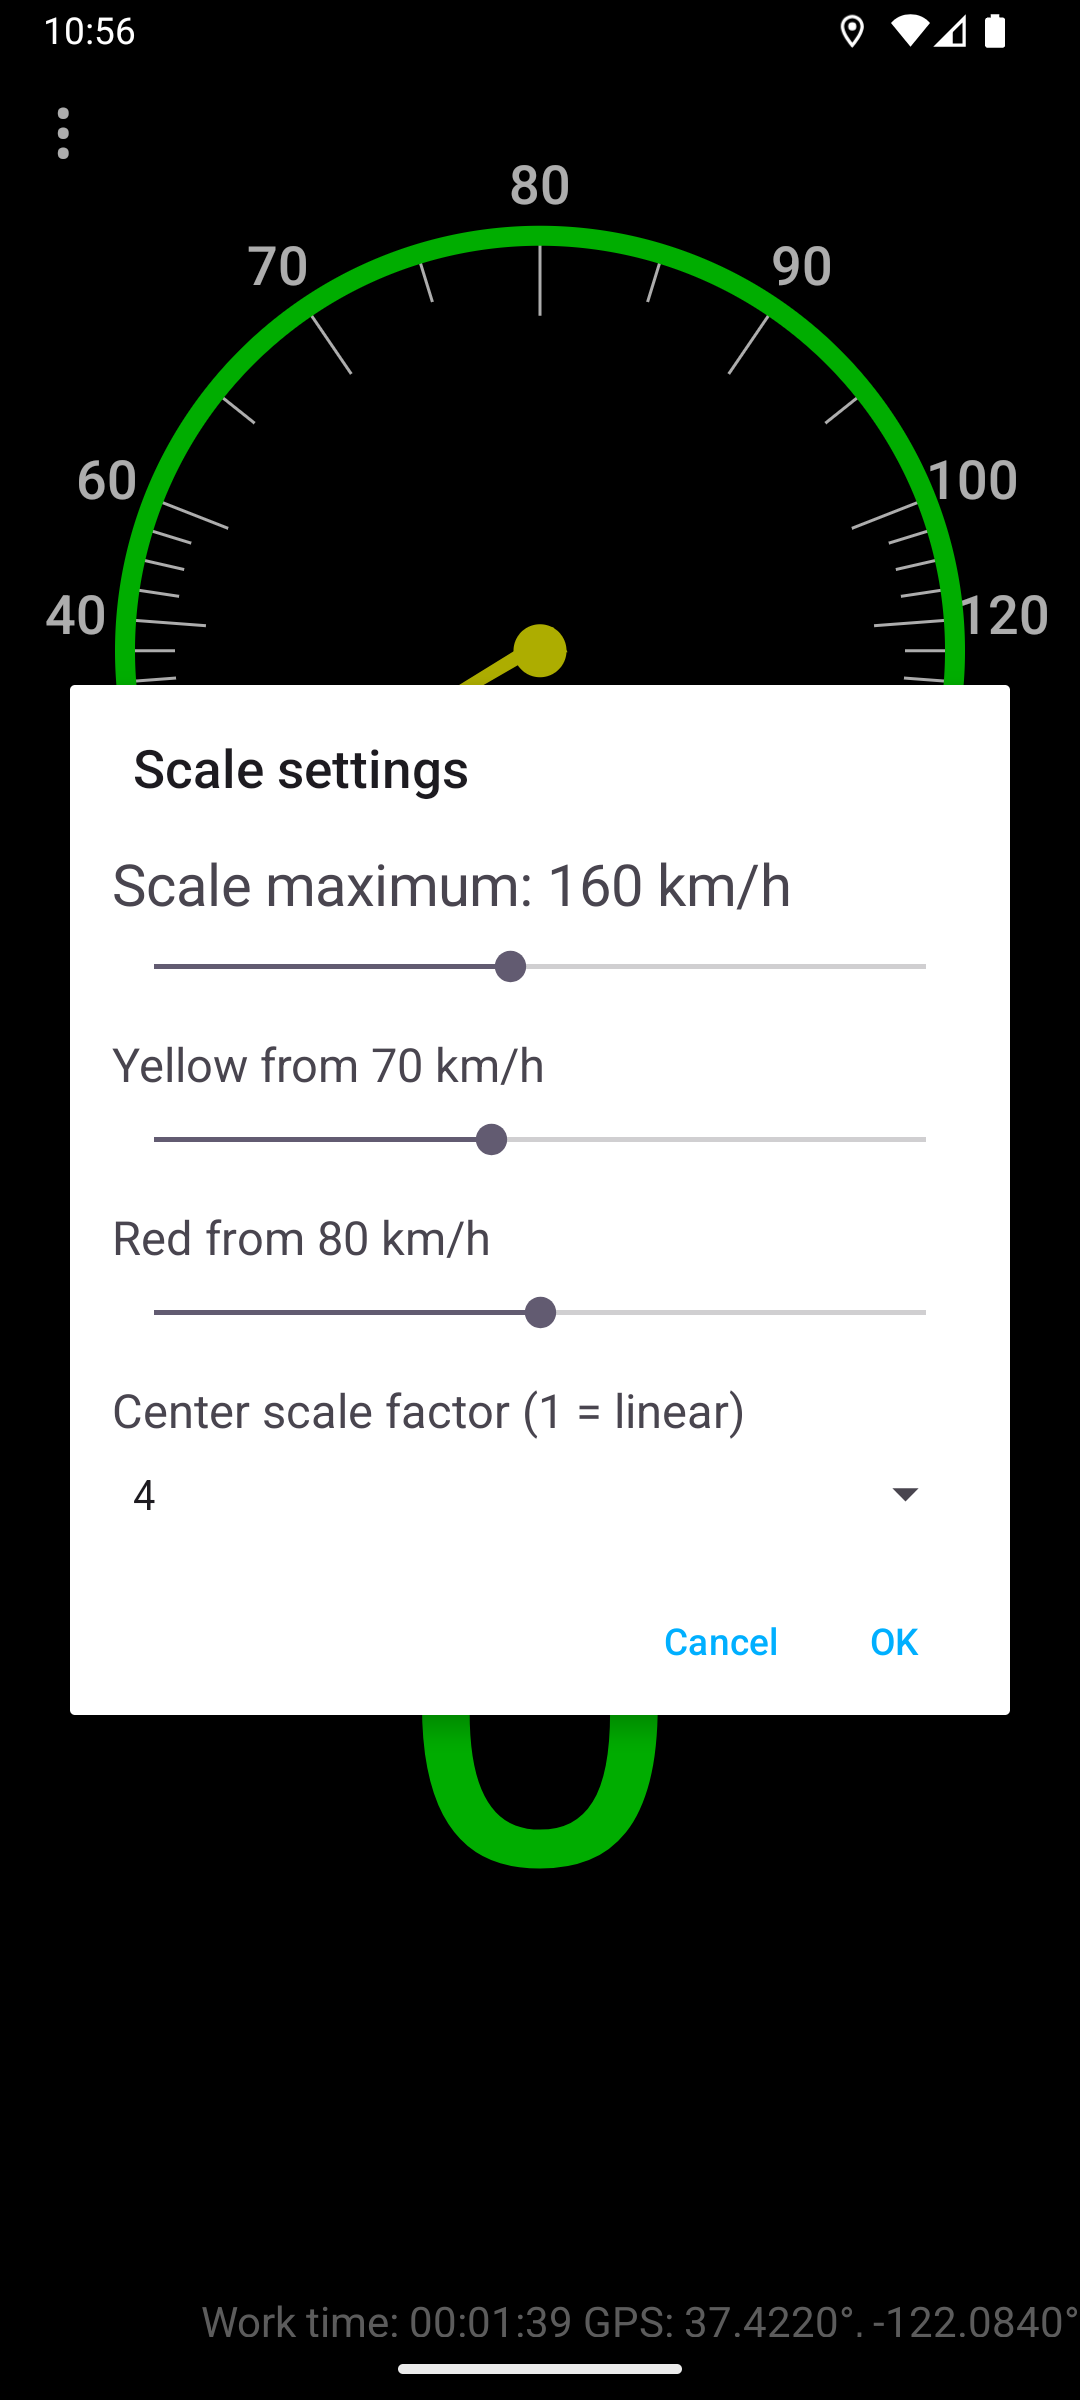 10:56
80
70
90
60
100
40
120
Scale settings
Scale maximum: 160 km/h
Yellow from 70 km/h
Red from 80 km/h
Center scale factor (1 = linear)
4
Cancel
OK
0
Work time: 00:01:39 GPS: 37.4220°. -122.0840°